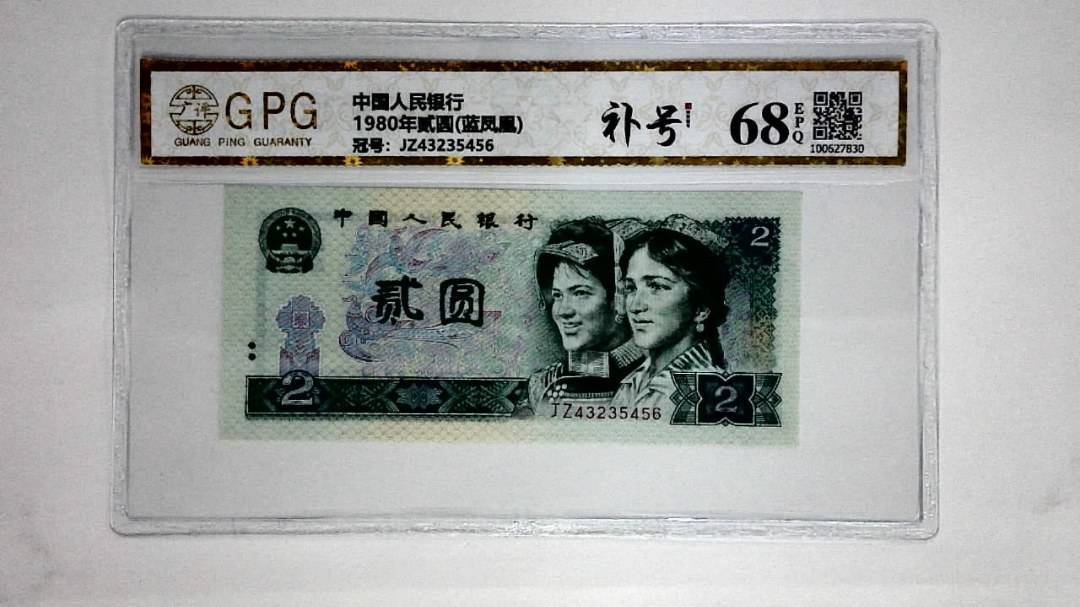 广评
GPG
GUANG PING GUARANTY
中国人民银行
1980年贰圆(蓝凤凰)
冠号: JZ43235456
补号
68
EPQ
100627830
中国人民银行
2
贰圆
2
JZ43235456
2